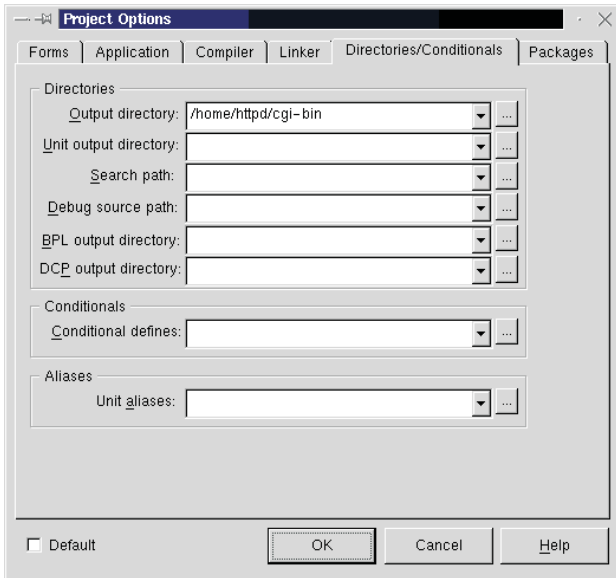 Project Options
Forms Application Compiler Linker Directories/Conditionals Packages
Directories
Output directory: /home/httpd/cgi-bin ...
Unit output directory: ...
Search path: ...
Debug source path: ...
BPL output directory: ...
DCP output directory: ...
Conditionals
Conditional defines: ...
Aliases
Unit aliases: ...
Default OK Cancel Help